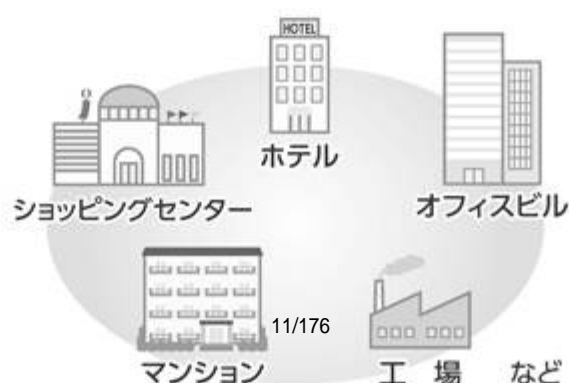 HOTEL
ホテル
ショッピングセンター
オフィスビル
11/176
マンション
工 場 など